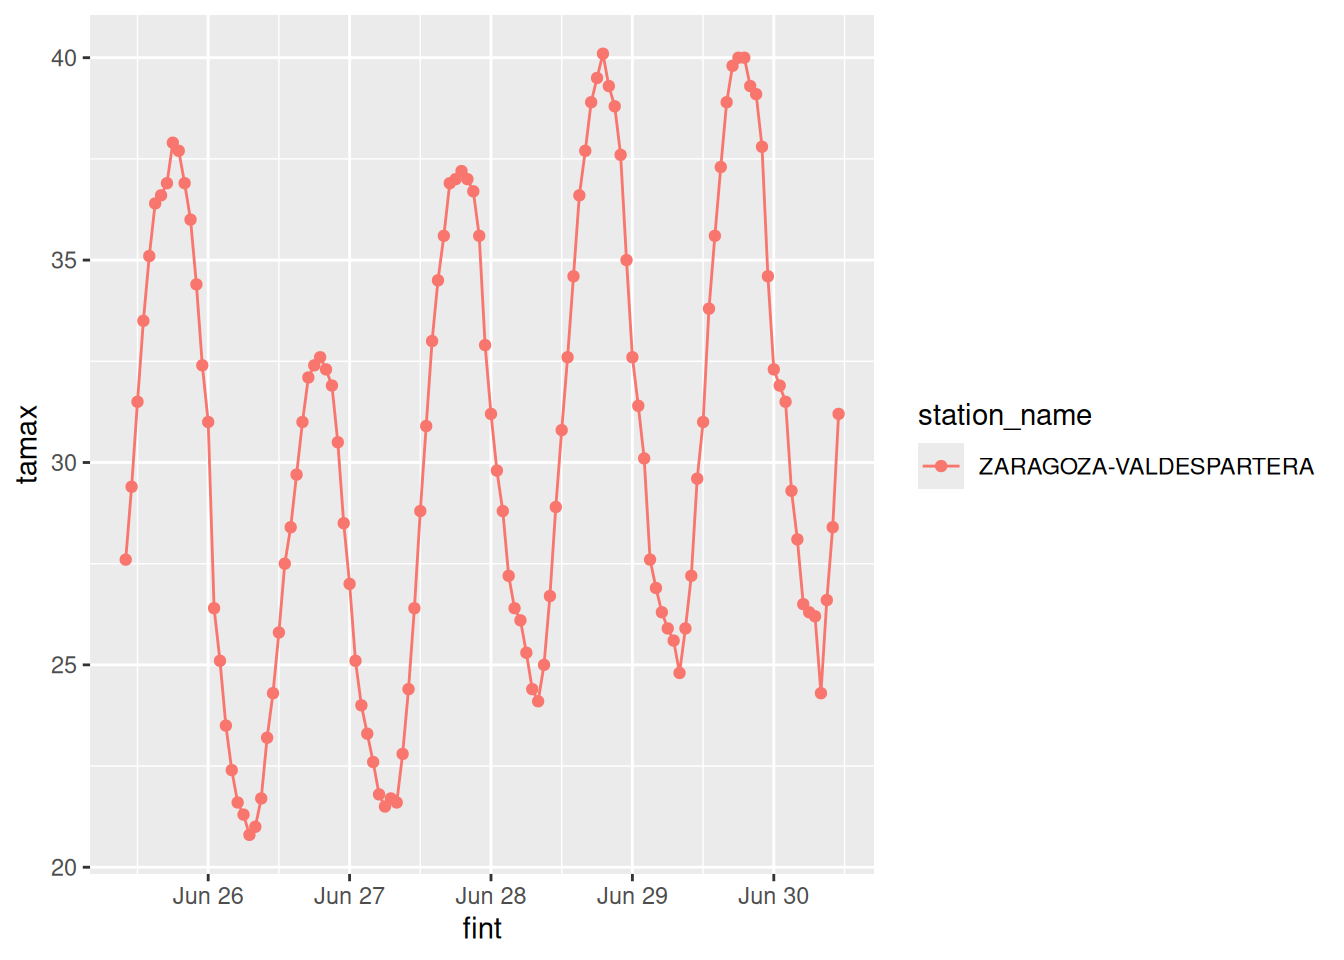 40
35
30
25
20
tamax
Jun 26
Jun 27
Jun 28
Jun 29
Jun 30
fint
station_name
ZARAGOZA-VALDESPARTERA